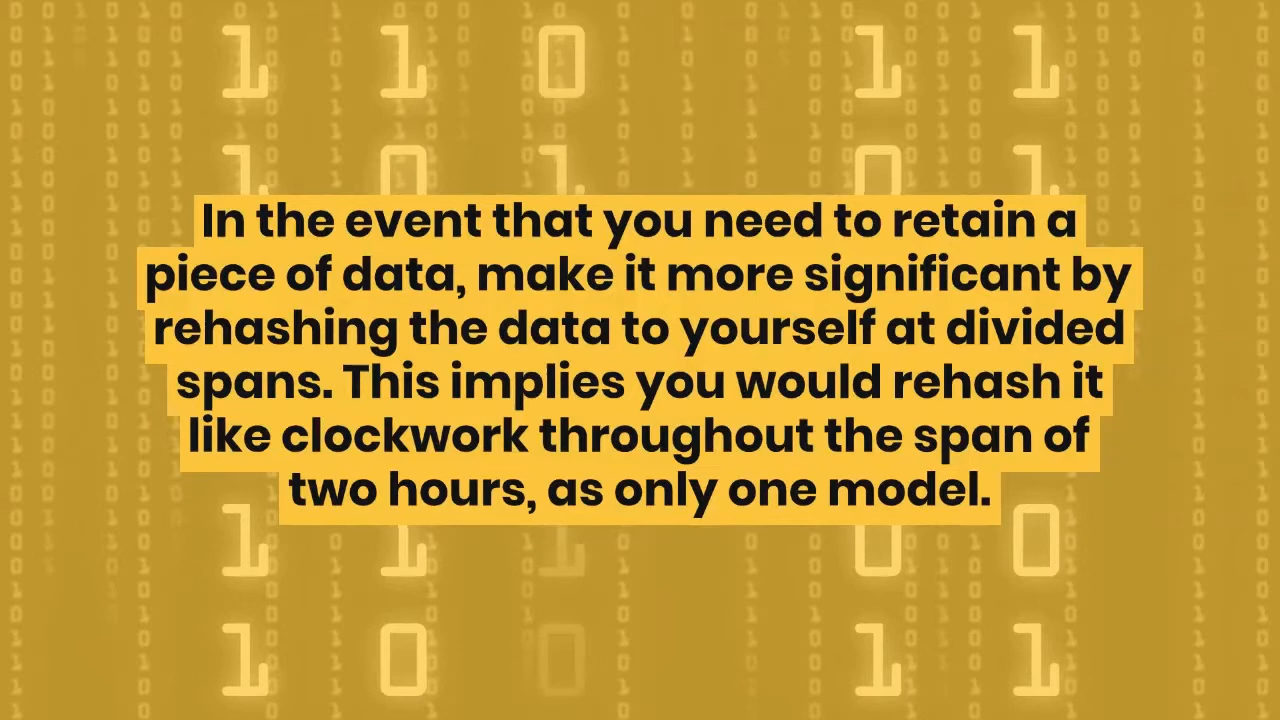 In the event that you need to retain a
piece of data, make it more significant by
rehashing the data to yourself at divided
spans. This implies you would rehash it
like clockwork throughout the span of
two hours, as only one model.